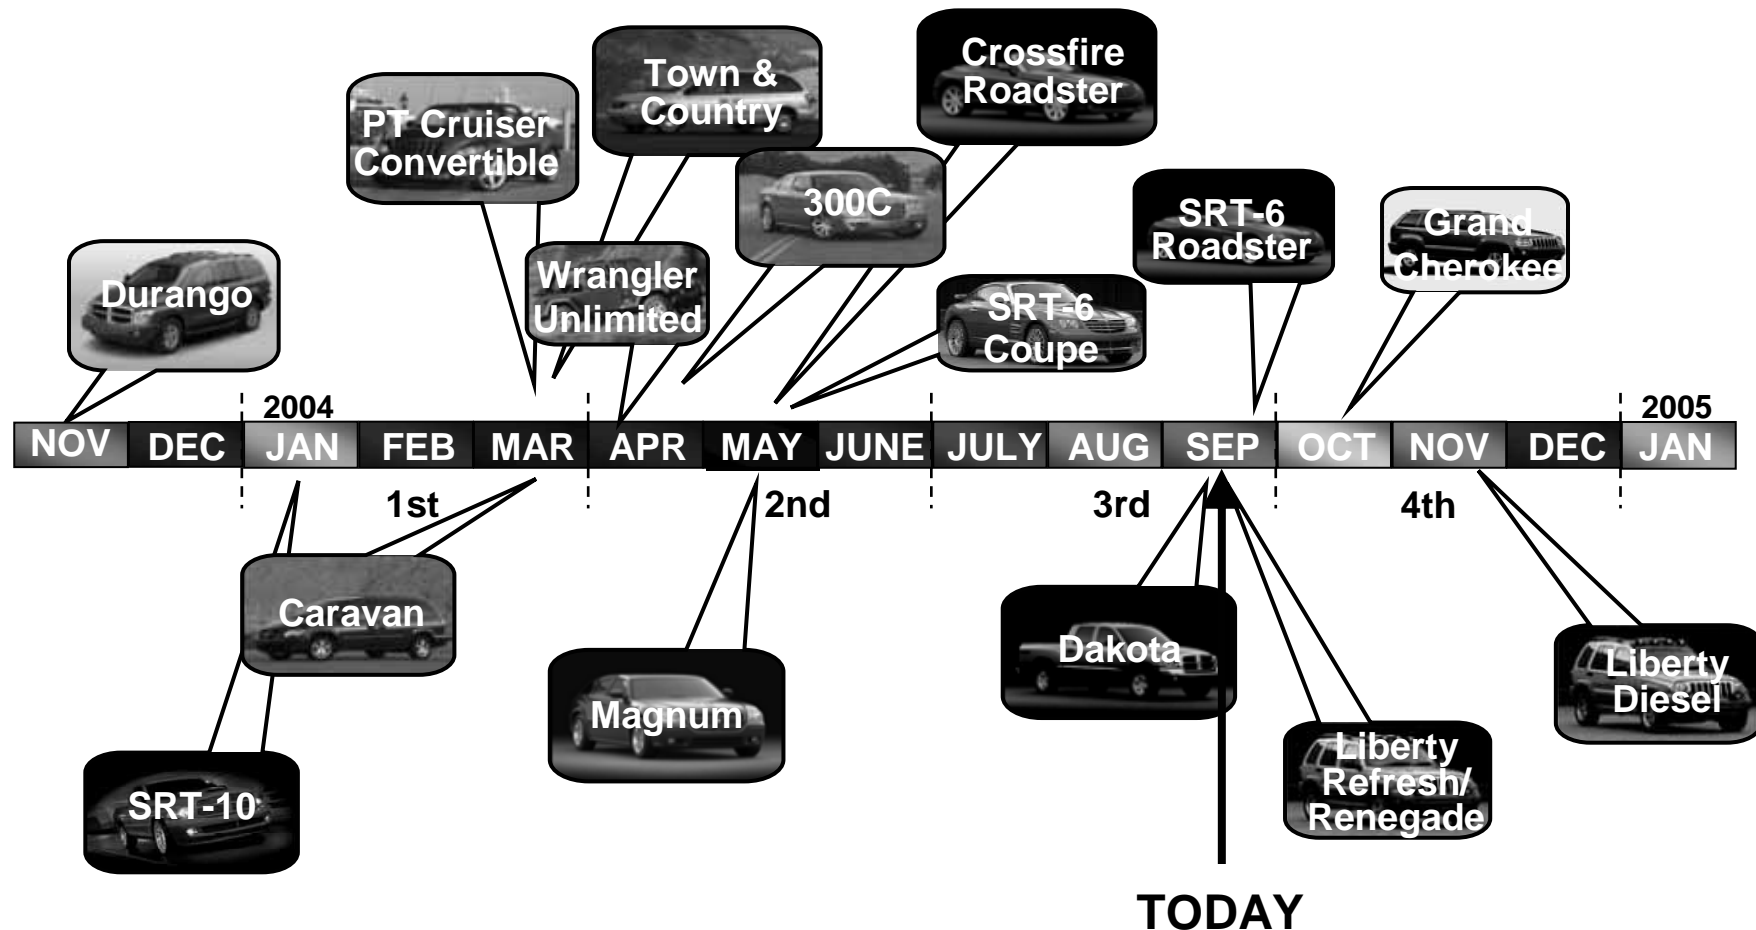 Crossfire
Roadster
Town &
Country
PT Cruiser
Convertible
300C
SRT-6
Roadster
Grand
Cherokee
Wrangler
Unlimited
Durango
SRT-6
Coupe
2004
2005
NOV DEC JAN FEB MAR APR MAY JUNE JULY AUG SEP OCT NOV DEC JAN
1st 2nd 3rd 4th
Caravan
Dakota
Liberty
Diesel
Magnum
Liberty
Refresh/
Renegade
SRT-10
TODAY